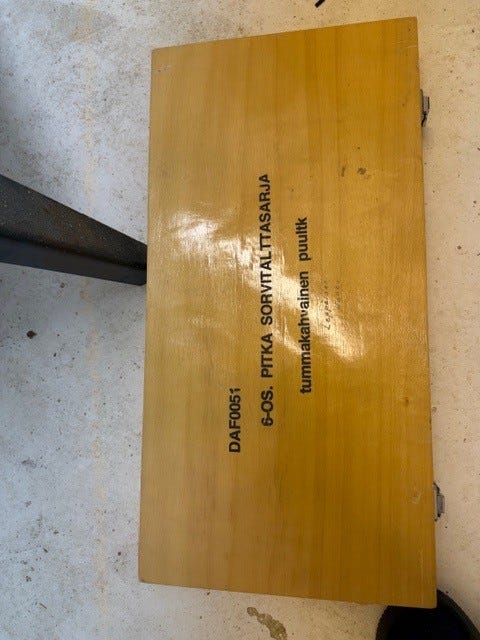 DAF0051
6-OS. PITKA SORVITALTTASARJA
tummakahvainen puultk